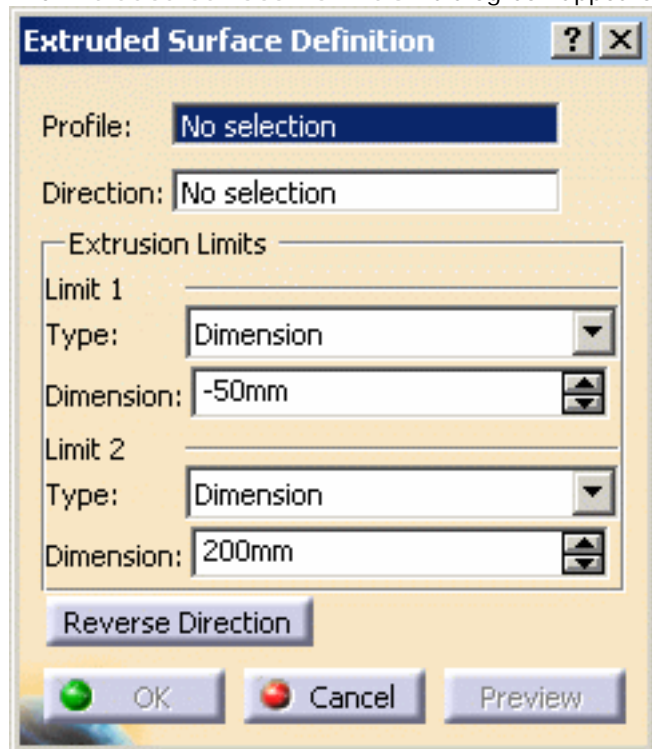 Extruded Surface Definition ? X
Profile: No selection
Direction: No selection
Extrusion Limits
Limit 1
Type: Dimension
Dimension: -50mm
Limit 2
Type: Dimension
Dimension: 200mm
Reverse Direction
OK Cancel Preview